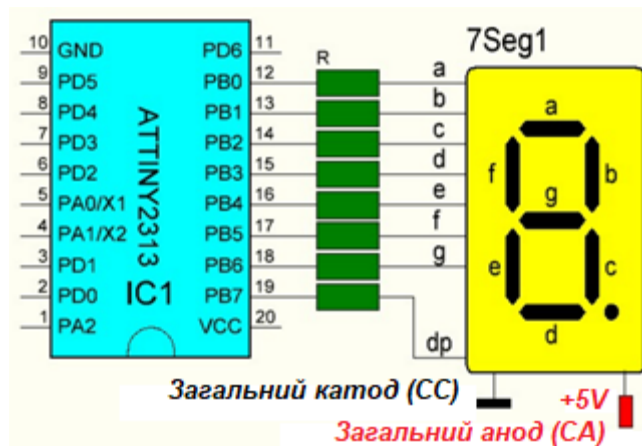 7Seg1
10 GND PD6 11
R
9 PD5 PB0 12 a
8 PD4 PB1 13 b
7 PD3 PB2 14 c
6 PD2 PB3 15 d
5 PA0/X1 PB4 16 e
4 PA1/X2 PB5 17 f
3 PD1 PB6 18 g
2 PD0 PB7 19
1 PA2 VCC 20
ATTINY2313
IC1
dp
a
f b
g
e c
d
Загальний катод (CC)
+5V
Загальний анод (CA)